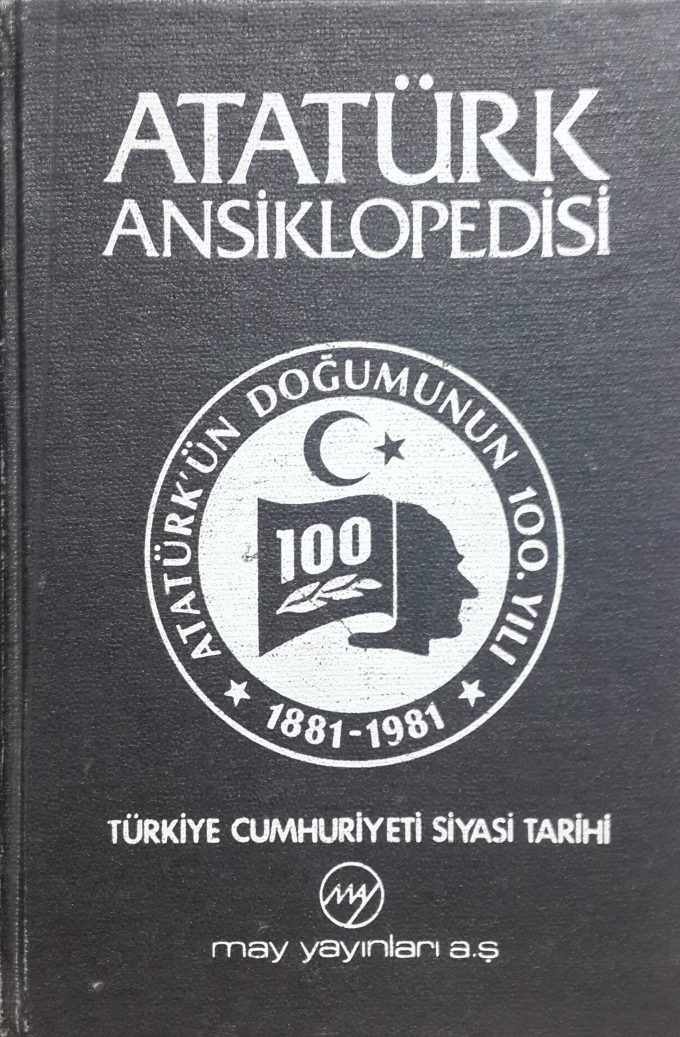 ATATÜRK
ANSİKLOPEDİSİ
ATATÜRK'ÜN DOĞUMUNUN 100. YILI
100
★ 1881-1981 ★
TÜRKİYE CUMHURİYETİ SİYASİ TARİHİ
MAY
may yayınları a.ş